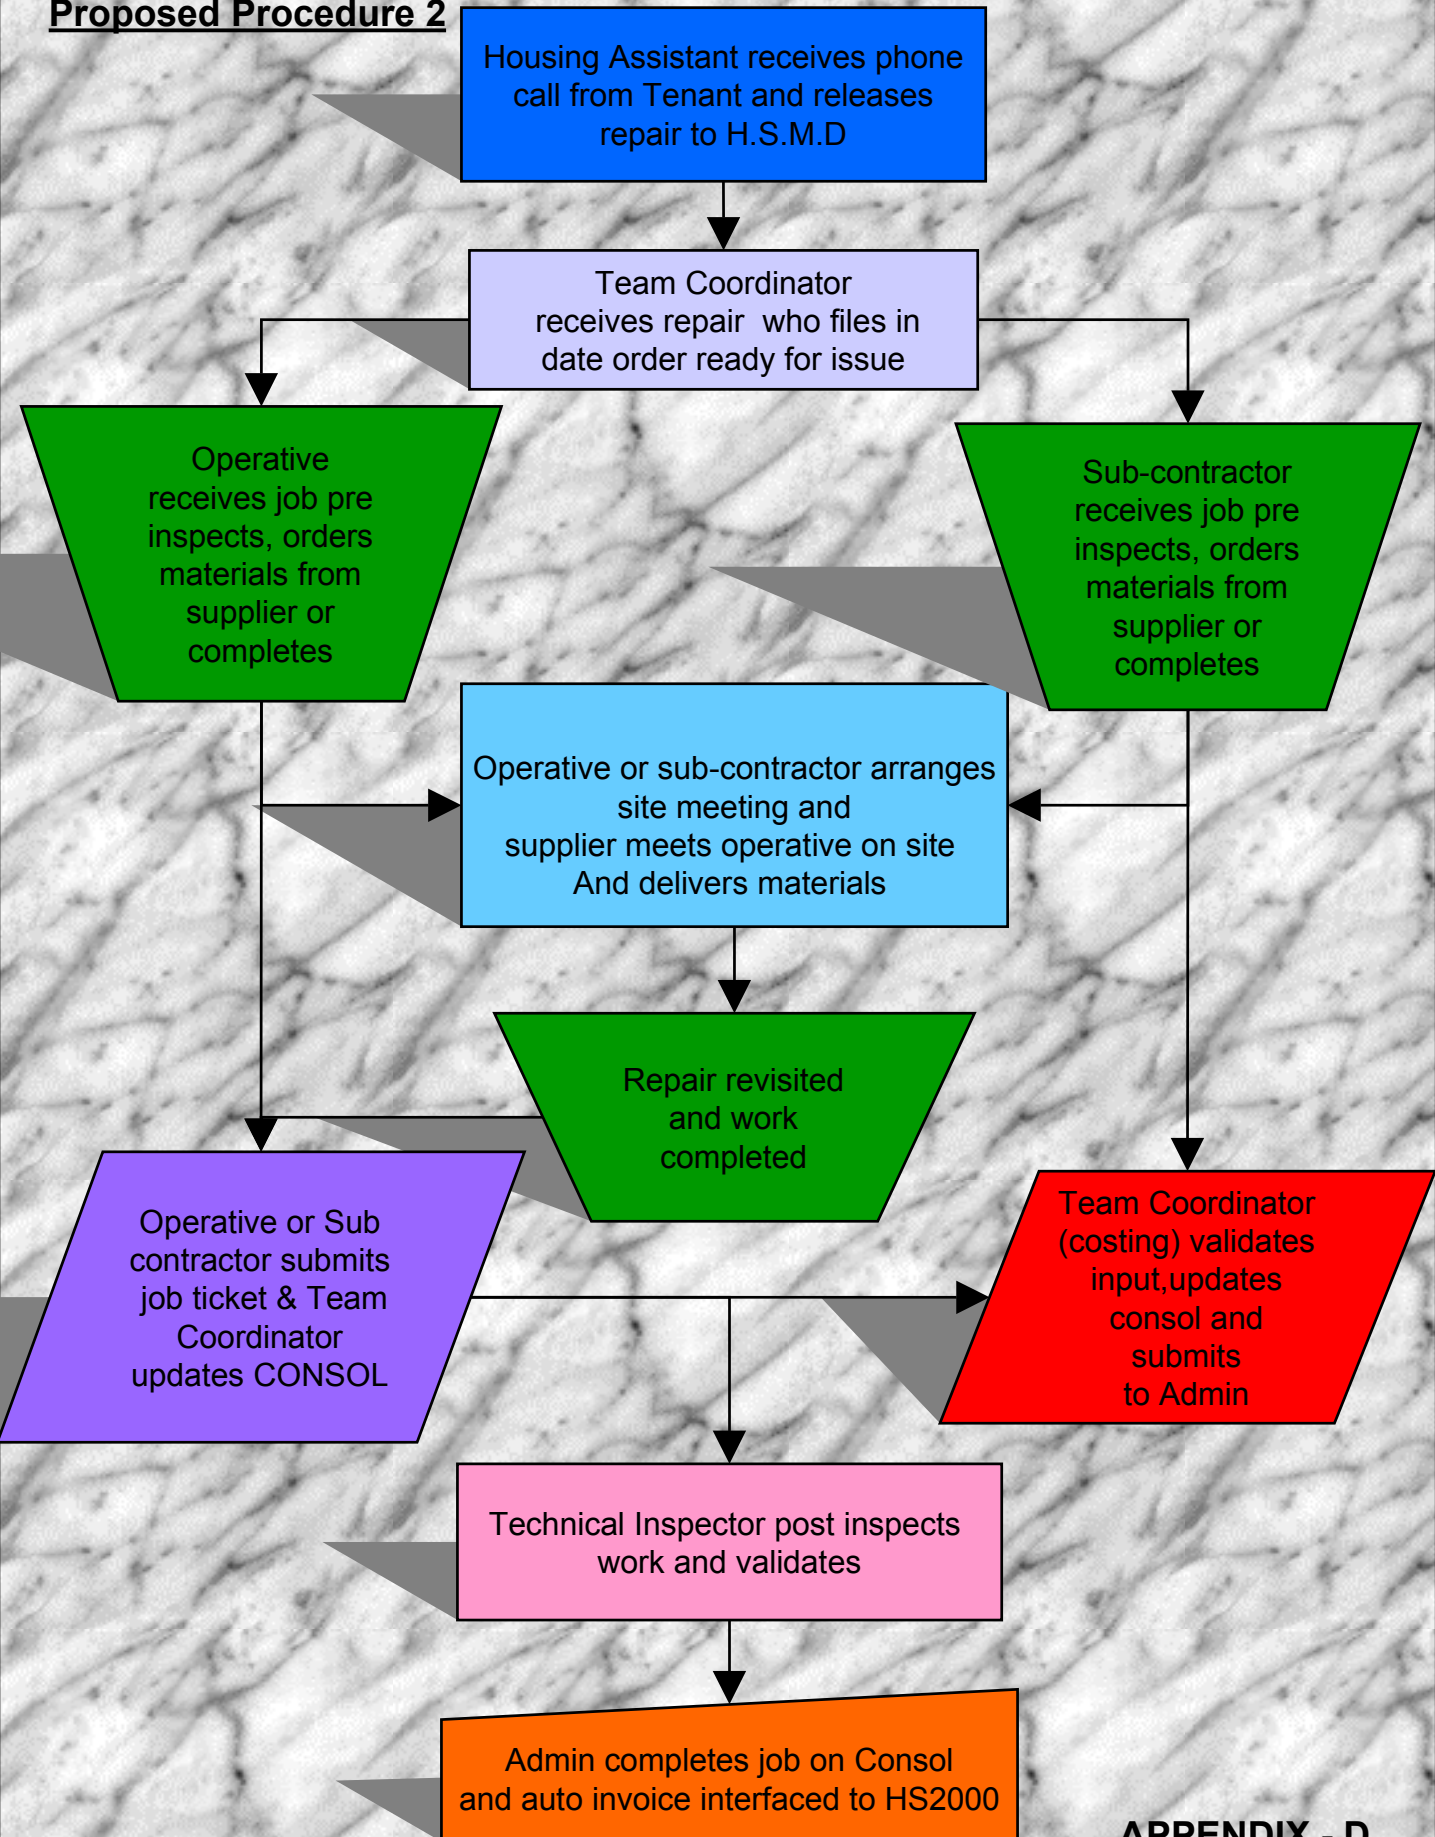 Proposed Procedure 2
Housing Assistant receives phone
call from Tenant and releases
repair to H.S.M.D
Team Coordinator
receives repair who files in
date order ready for issue
Operative
receives job pre
inspects, orders
materials from
supplier or
completes
Sub-contractor
receives job pre
inspects, orders
materials from
supplier or
completes
Operative or sub-contractor arranges
site meeting and
supplier meets operative on site
And delivers materials
Repair revisited
and work
completed
Operative or Sub
contractor submits
job ticket & Team
Coordinator
updates CONSOL
Team Coordinator
(costing) validates
input,updates
consol and
submits
to Admin
Technical Inspector post inspects
work and validates
Admin completes job on Consol
and auto invoice interfaced to HS2000
APPENDIX - D